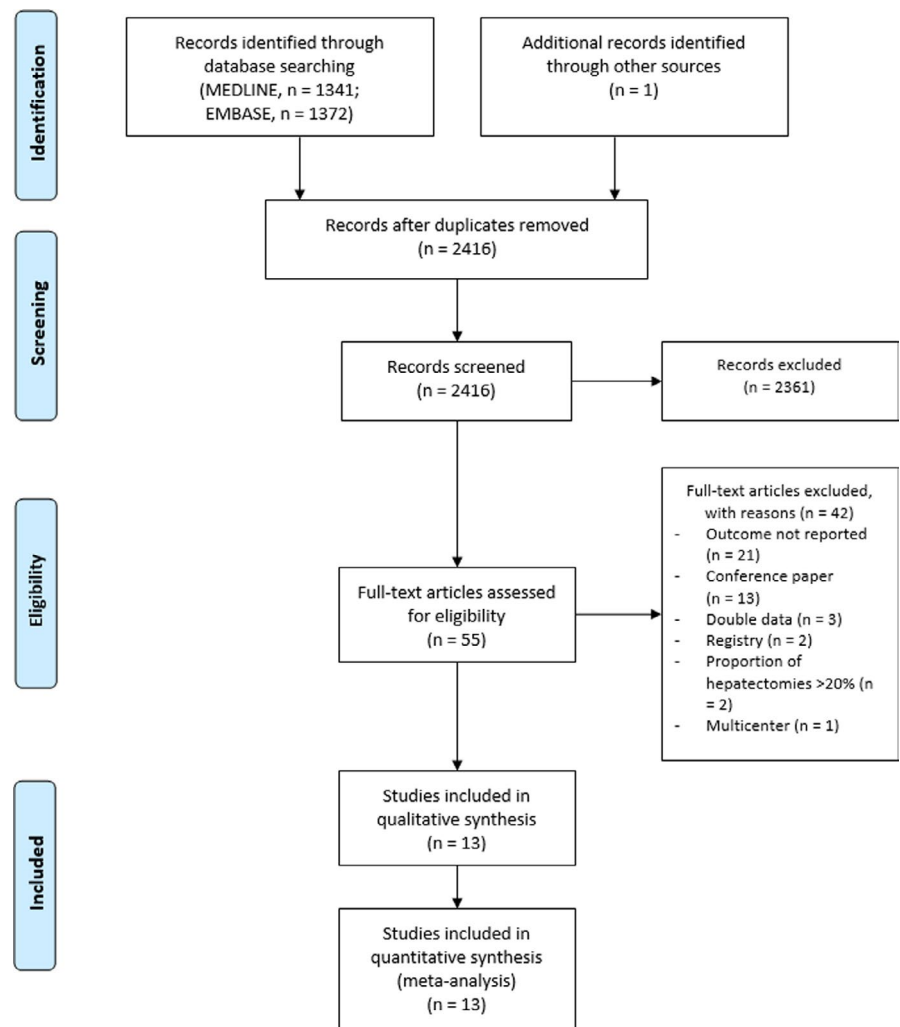 Identification
Records identified through
database searching
(MEDLINE, n = 1341;
EMBASE, n = 1372)
Additional records identified
through other sources
(n = 1)
Records after duplicates removed
(n = 2416)
Screening
Records screened
(n = 2416)
Records excluded
(n = 2361)
Eligibility
Full-text articles assessed
for eligibility
(n = 55)
Full-text articles excluded,
with reasons (n = 42)
- Outcome not reported
(n = 21)
- Conference paper
(n = 13)
- Double data (n = 3)
- Registry (n = 2)
- Proportion of
hepatectomies >20% (n
= 2)
- Multicenter (n = 1)
Included
Studies included in
qualitative synthesis
(n = 13)
Studies included in
quantitative synthesis
(meta-analysis)
(n = 13)